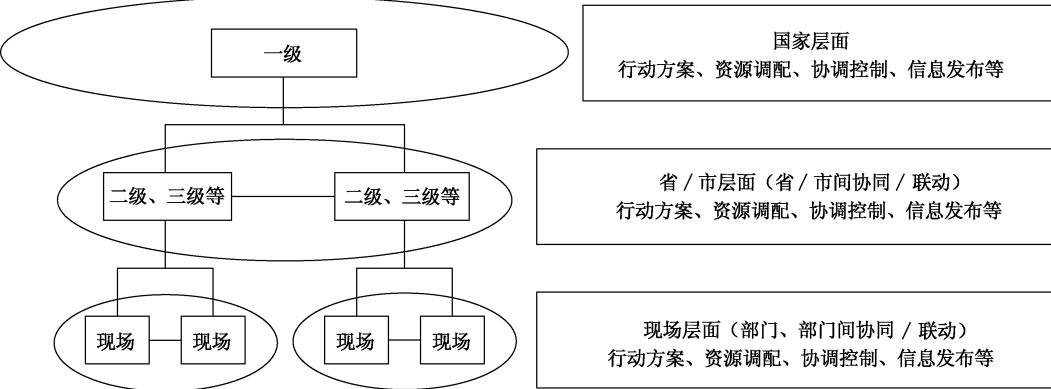 一级
国家层面
行动方案、资源调配、协调控制、信息发布等
二级、三级等
二级、三级等
省/市层面（省/市间协同/联动）
行动方案、资源调配、协调控制、信息发布等
现场
现场
现场
现场
现场层面（部门、部门间协同/联动）
行动方案、资源调配、协调控制、信息发布等